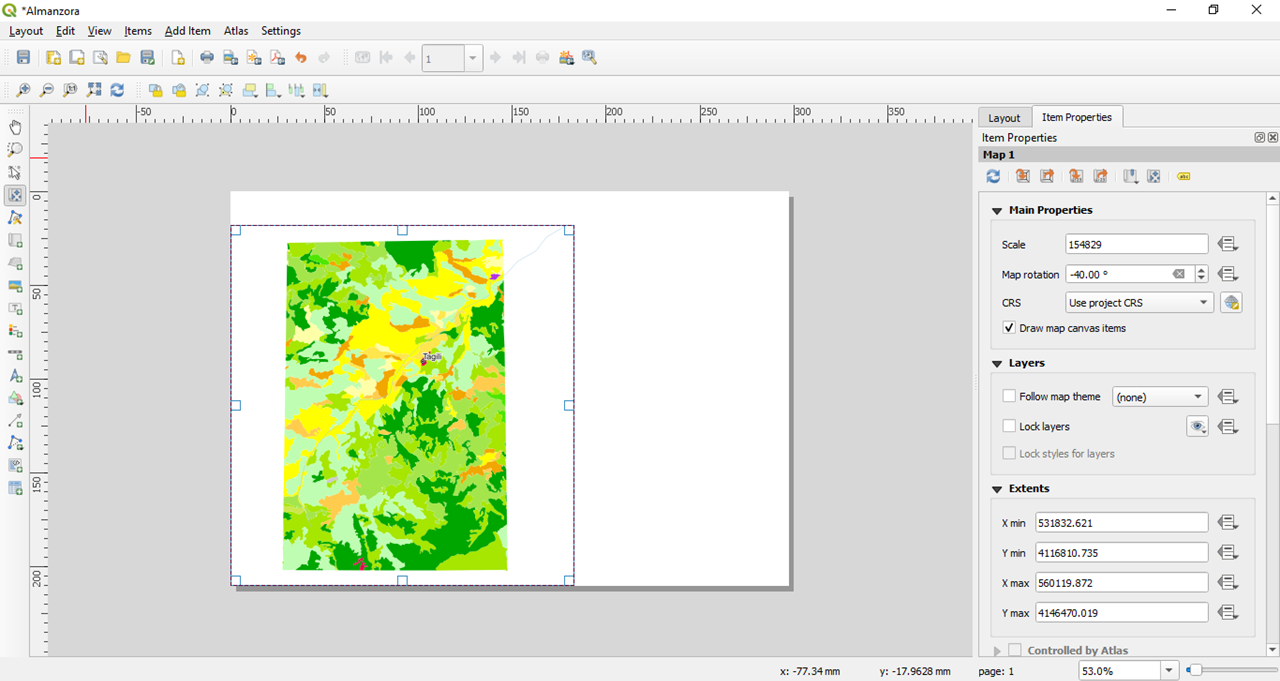 *Almanzora
Layout Edit View Items Add Item Atlas Settings
1
-50 0 50 100 150 200 250 300 350
0
50
100
150
200
Tagili
Layout Item Properties
Item Properties
Map 1
Main Properties
Scale 154829
Map rotation -40.00 °
CRS Use project CRS
Draw map canvas items
Layers
Follow map theme (none)
Lock layers
Lock styles for layers
Extents
X min 531832.621
Y min 4116810.735
X max 560119.872
Y max 4146470.019
Controlled by Atlas
x: -77.34 mm y: -17.9628 mm page: 1 53.0%